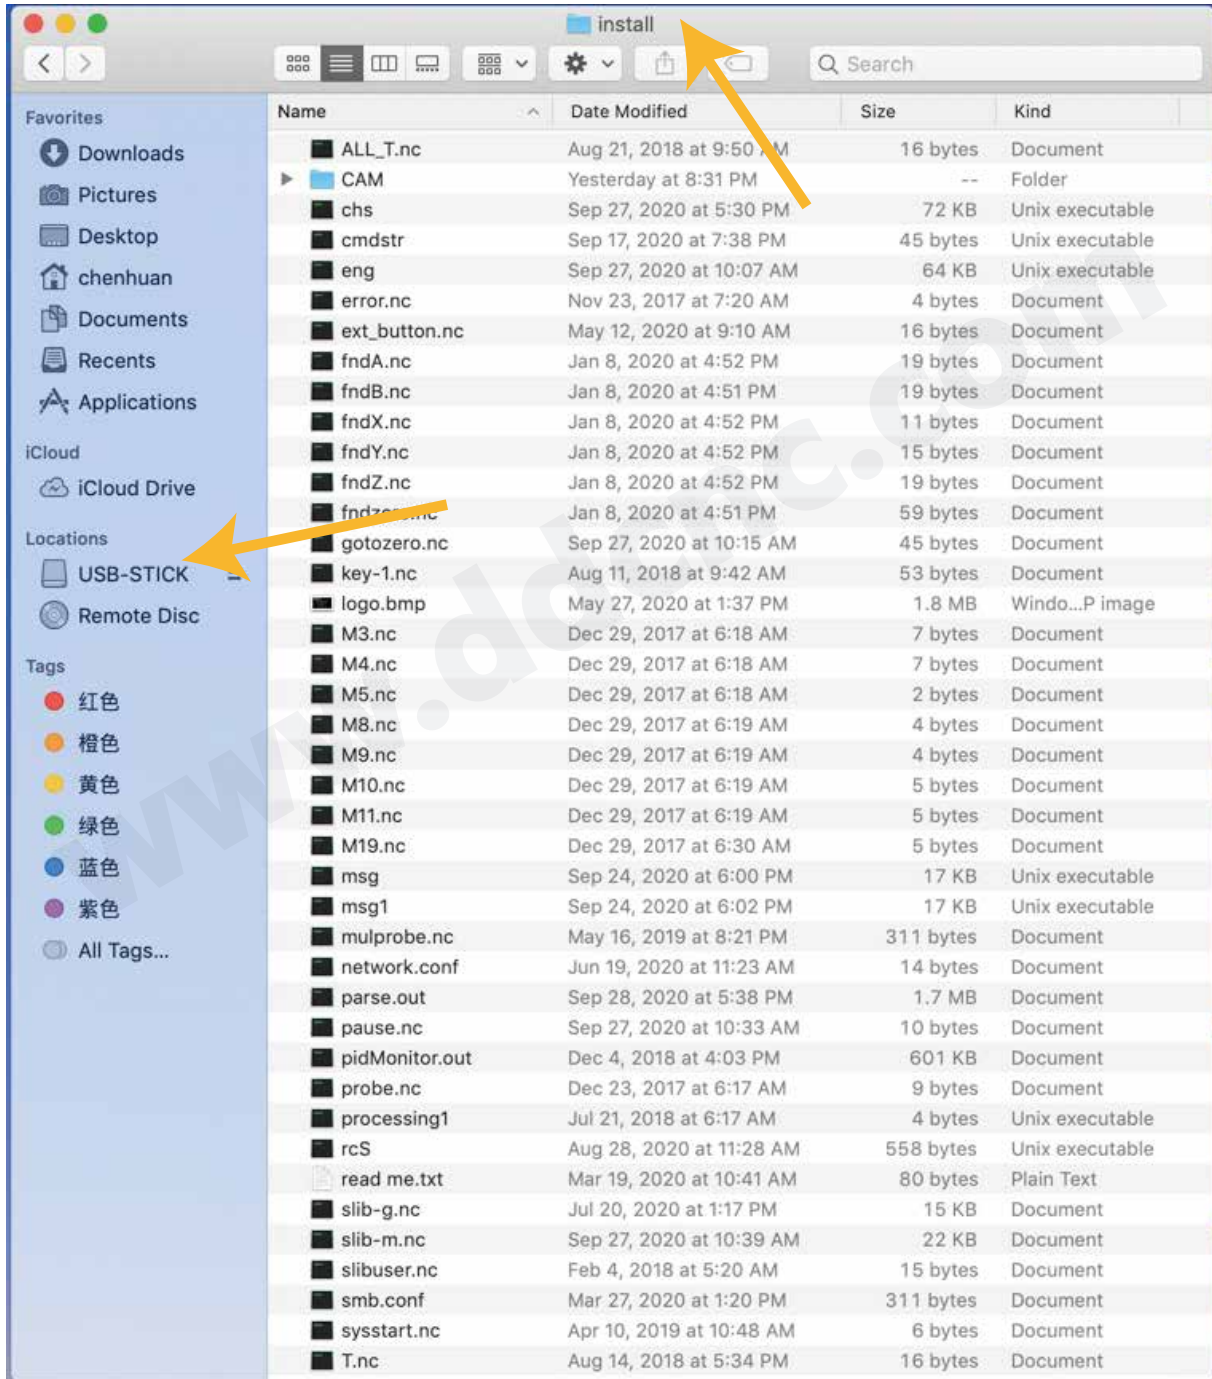 install
Search
Favorites
Downloads
Pictures
Desktop
chenhuan
Documents
Recents
Applications
iCloud
iCloud Drive
Locations
USB-STICK
Remote Disc
Tags
红色
橙色
黄色
绿色
蓝色
紫色
All Tags...
Name Date Modified Size Kind
ALL_T.nc Aug 21, 2018 at 9:50 AM 16 bytes Document
CAM Yesterday at 8:31 PM -- Folder
chs Sep 27, 2020 at 5:30 PM 72 KB Unix executable
cmdstr Sep 17, 2020 at 7:38 PM 45 bytes Unix executable
eng Sep 27, 2020 at 10:07 AM 64 KB Unix executable
error.nc Nov 23, 2017 at 7:20 AM 4 bytes Document
ext_button.nc May 12, 2020 at 9:10 AM 16 bytes Document
fndA.nc Jan 8, 2020 at 4:52 PM 19 bytes Document
fndB.nc Jan 8, 2020 at 4:51 PM 19 bytes Document
fndX.nc Jan 8, 2020 at 4:52 PM 11 bytes Document
fndY.nc Jan 8, 2020 at 4:52 PM 15 bytes Document
fndZ.nc Jan 8, 2020 at 4:52 PM 19 bytes Document
fndzero.nc Jan 8, 2020 at 4:51 PM 59 bytes Document
gotozero.nc Sep 27, 2020 at 10:15 AM 45 bytes Document
key-1.nc Aug 11, 2018 at 9:42 AM 53 bytes Document
logo.bmp May 27, 2020 at 1:37 PM 1.8 MB Windo...P image
M3.nc Dec 29, 2017 at 6:18 AM 7 bytes Document
M4.nc Dec 29, 2017 at 6:18 AM 7 bytes Document
M5.nc Dec 29, 2017 at 6:18 AM 2 bytes Document
M8.nc Dec 29, 2017 at 6:19 AM 4 bytes Document
M9.nc Dec 29, 2017 at 6:19 AM 4 bytes Document
M10.nc Dec 29, 2017 at 6:19 AM 5 bytes Document
M11.nc Dec 29, 2017 at 6:19 AM 5 bytes Document
M19.nc Dec 29, 2017 at 6:30 AM 5 bytes Document
msg Sep 24, 2020 at 6:00 PM 17 KB Unix executable
msg1 Sep 24, 2020 at 6:02 PM 17 KB Unix executable
mulprobe.nc May 16, 2019 at 8:21 PM 311 bytes Document
network.conf Jun 19, 2020 at 11:23 AM 14 bytes Document
parse.out Sep 28, 2020 at 5:38 PM 1.7 MB Document
pause.nc Sep 27, 2020 at 10:33 AM 10 bytes Document
pidMonitor.out Dec 4, 2018 at 4:03 PM 601 KB Document
probe.nc Dec 23, 2017 at 6:17 AM 9 bytes Document
processing1 Jul 21, 2018 at 6:17 AM 4 bytes Unix executable
rcS Aug 28, 2020 at 11:28 AM 558 bytes Unix executable
read me.txt Mar 19, 2020 at 10:41 AM 80 bytes Plain Text
slib-g.nc Jul 20, 2020 at 1:17 PM 15 KB Document
slib-m.nc Sep 27, 2020 at 10:39 AM 22 KB Document
slibuser.nc Feb 4, 2018 at 5:20 AM 15 bytes Document
smb.conf Mar 27, 2020 at 1:20 PM 311 bytes Document
sysstart.nc Apr 10, 2019 at 10:48 AM 6 bytes Document
T.nc Aug 14, 2018 at 5:34 PM 16 bytes Document
www.ddcnc.com